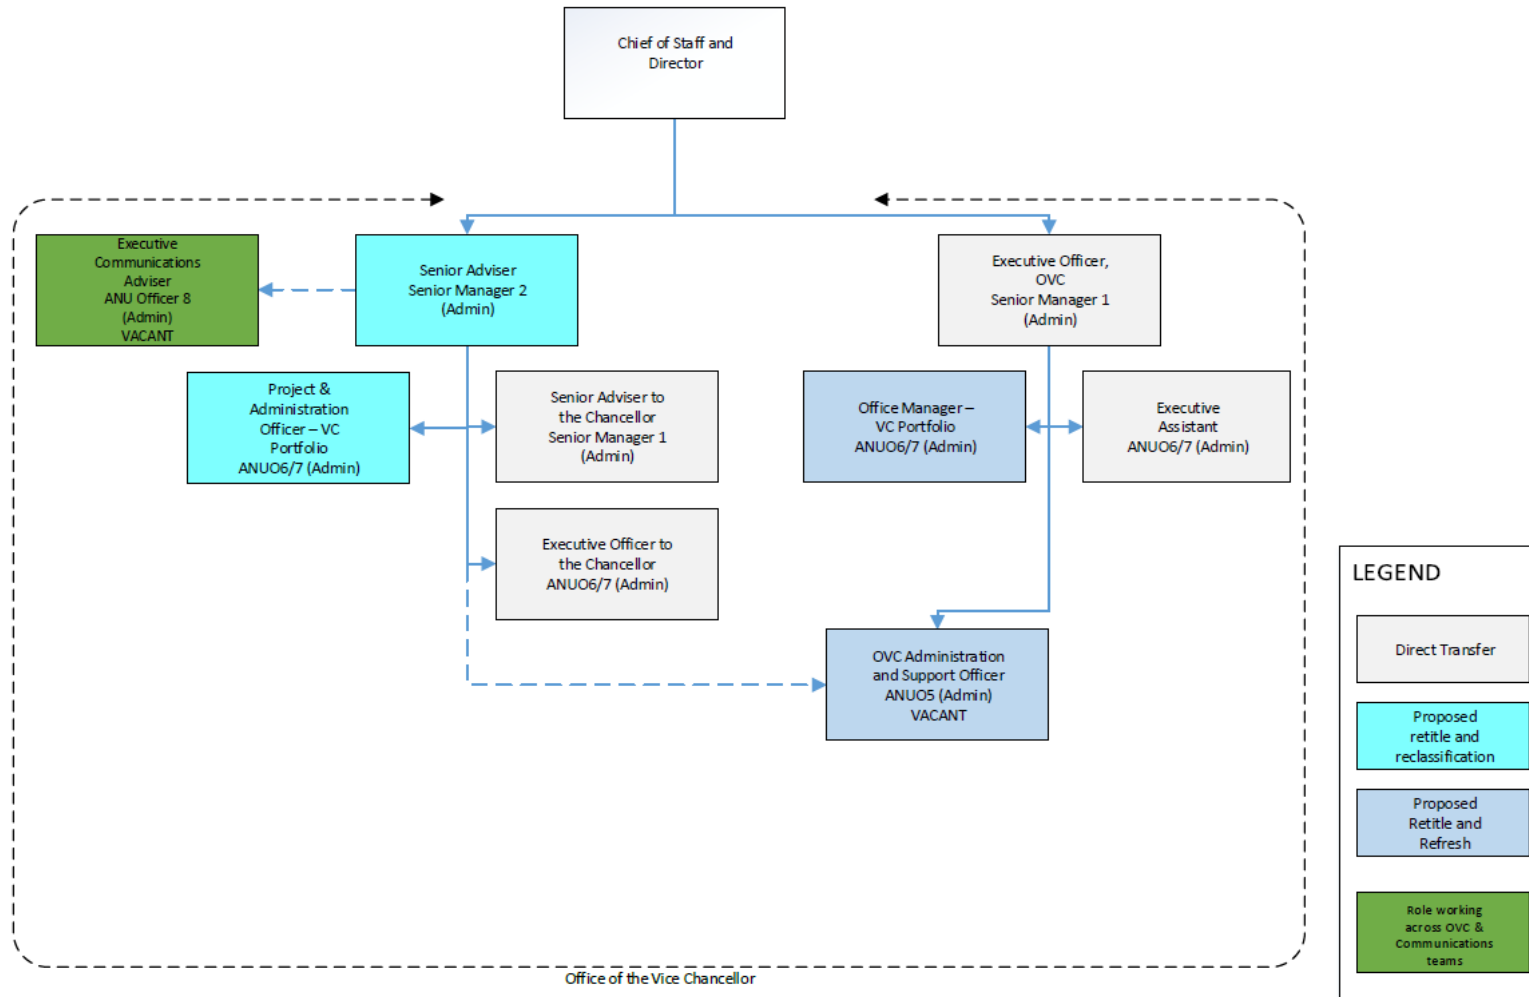 Chief of Staff and
Director
Executive
Communications
Adviser
ANU Officer 8
(Admin)
VACANT
Senior Adviser
Senior Manager 2
(Admin)
Executive Officer,
OVC
Senior Manager 1
(Admin)
Project &
Administration
Officer – VC
Portfolio
ANUO6/7 (Admin)
Senior Adviser to
the Chancellor
Senior Manager 1
(Admin)
Office Manager –
VC Portfolio
ANUO6/7 (Admin)
Executive
Assistant
ANUO6/7 (Admin)
Executive Officer to
the Chancellor
ANUO6/7 (Admin)
OVC Administration
and Support Officer
ANUO5 (Admin)
VACANT
Office of the Vice Chancellor
LEGEND
Direct Transfer
Proposed
retitle and
reclassification
Proposed
Retitle and
Refresh
Role working
across OVC &
Communications
teams